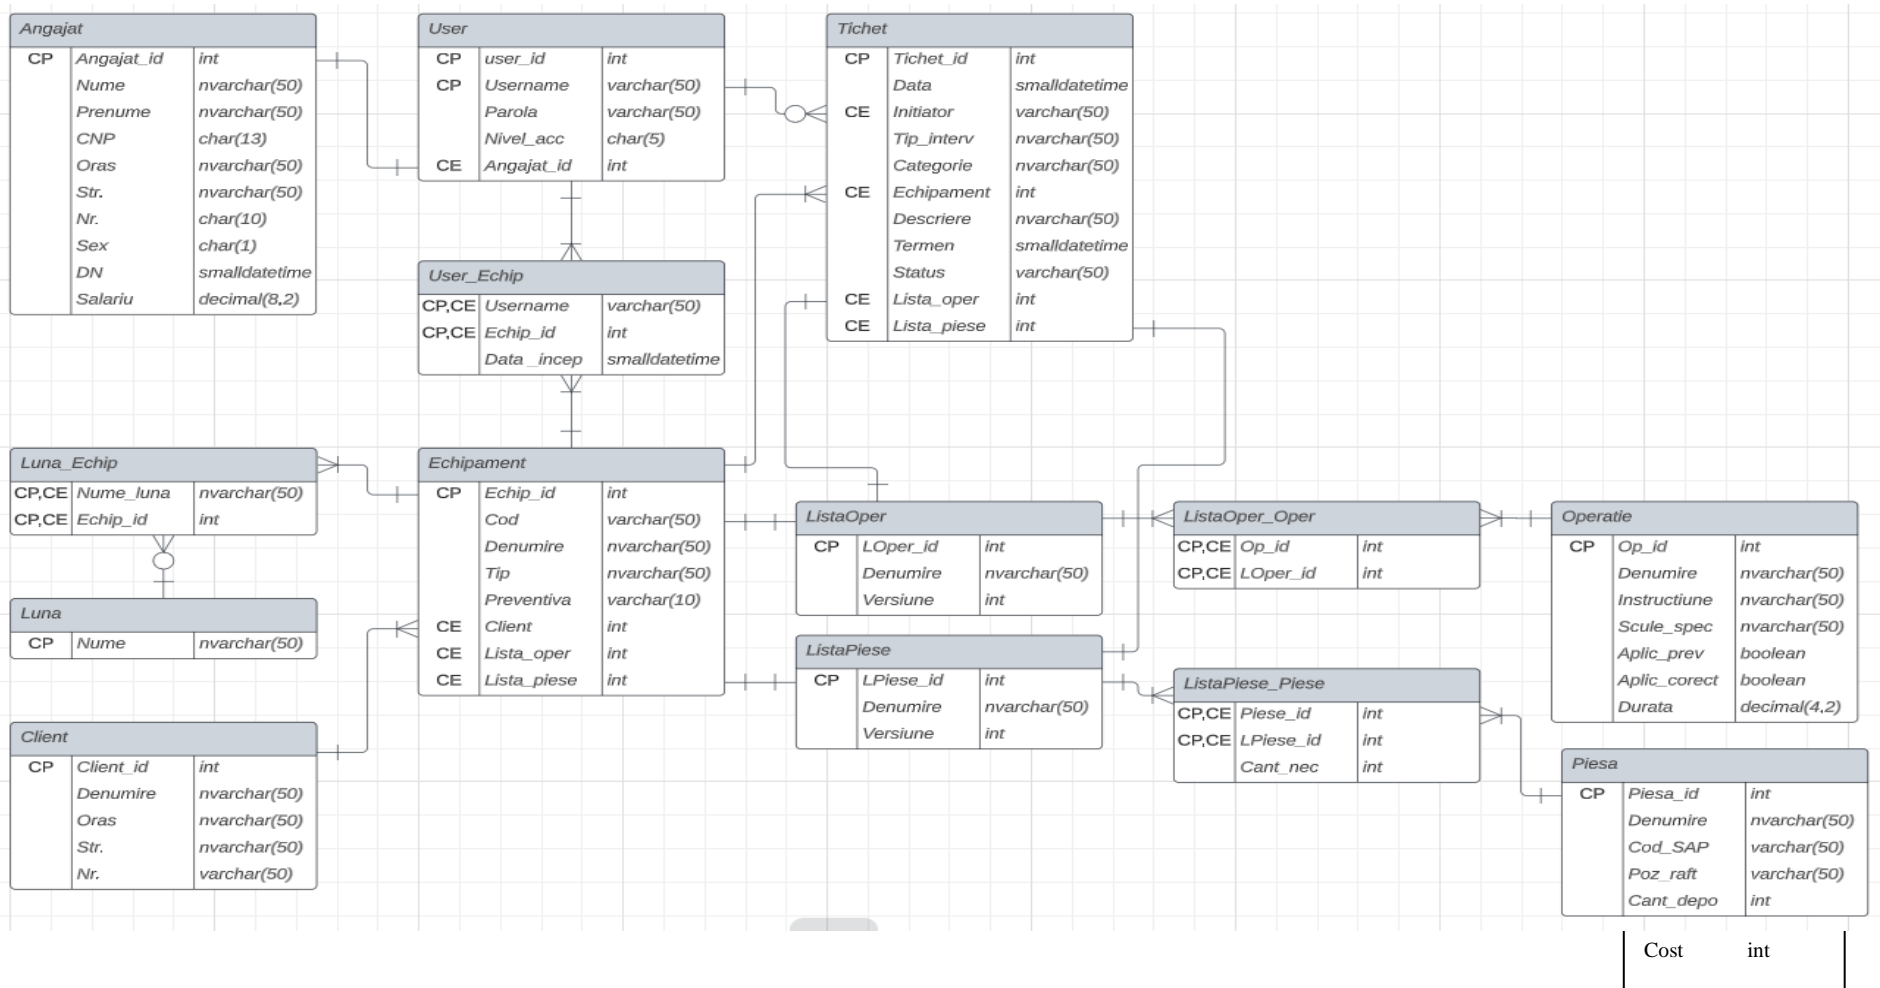 Angajat
CP Angajat_id int
Nume nvarchar(50)
Prenume nvarchar(50)
CNP char(13)
Oras nvarchar(50)
Str. nvarchar(50)
Nr. char(10)
Sex char(1)
DN smalldatetime
Salariu decimal(8,2)
User
CP user_id int
CP Username varchar(50)
Parola varchar(50)
Nivel_acc char(5)
CE Angajat_id int
Tichet
CP Tichet_id int
Data smalldatetime
CE Initiator varchar(50)
Tip_interv nvarchar(50)
Categorie nvarchar(50)
CE Echipament int
Descriere nvarchar(50)
Termen smalldatetime
Status varchar(50)
CE Lista_oper int
CE Lista_piese int
User_Echip
CP,CE Username varchar(50)
CP,CE Echip_id int
Data _incep smalldatetime
Luna_Echip
CP,CE Nume_luna nvarchar(50)
CP,CE Echip_id int
Echipament
CP Echip_id int
Cod varchar(50)
Denumire nvarchar(50)
Tip nvarchar(50)
Preventiva varchar(10)
CE Client int
CE Lista_oper int
CE Lista_piese int
ListaOper
CP LOper_id int
Denumire nvarchar(50)
Versiune int
ListaOper_Oper
CP,CE Op_id int
CP,CE LOper_id int
Operatie
CP Op_id int
Denumire nvarchar(50)
Instructiune nvarchar(50)
Scule_spec nvarchar(50)
Aplic_prev boolean
Aplic_corect boolean
Durata decimal(4,2)
Luna
CP Nume nvarchar(50)
ListaPiese
CP LPiese_id int
Denumire nvarchar(50)
Versiune int
ListaPiese_Piese
CP,CE Piese_id int
CP,CE LPiese_id int
Cant_nec int
Client
CP Client_id int
Denumire nvarchar(50)
Oras nvarchar(50)
Str. nvarchar(50)
Nr. varchar(50)
Piesa
CP Piesa_id int
Denumire nvarchar(50)
Cod_SAP varchar(50)
Poz_raft varchar(50)
Cant_depo int
Cost int